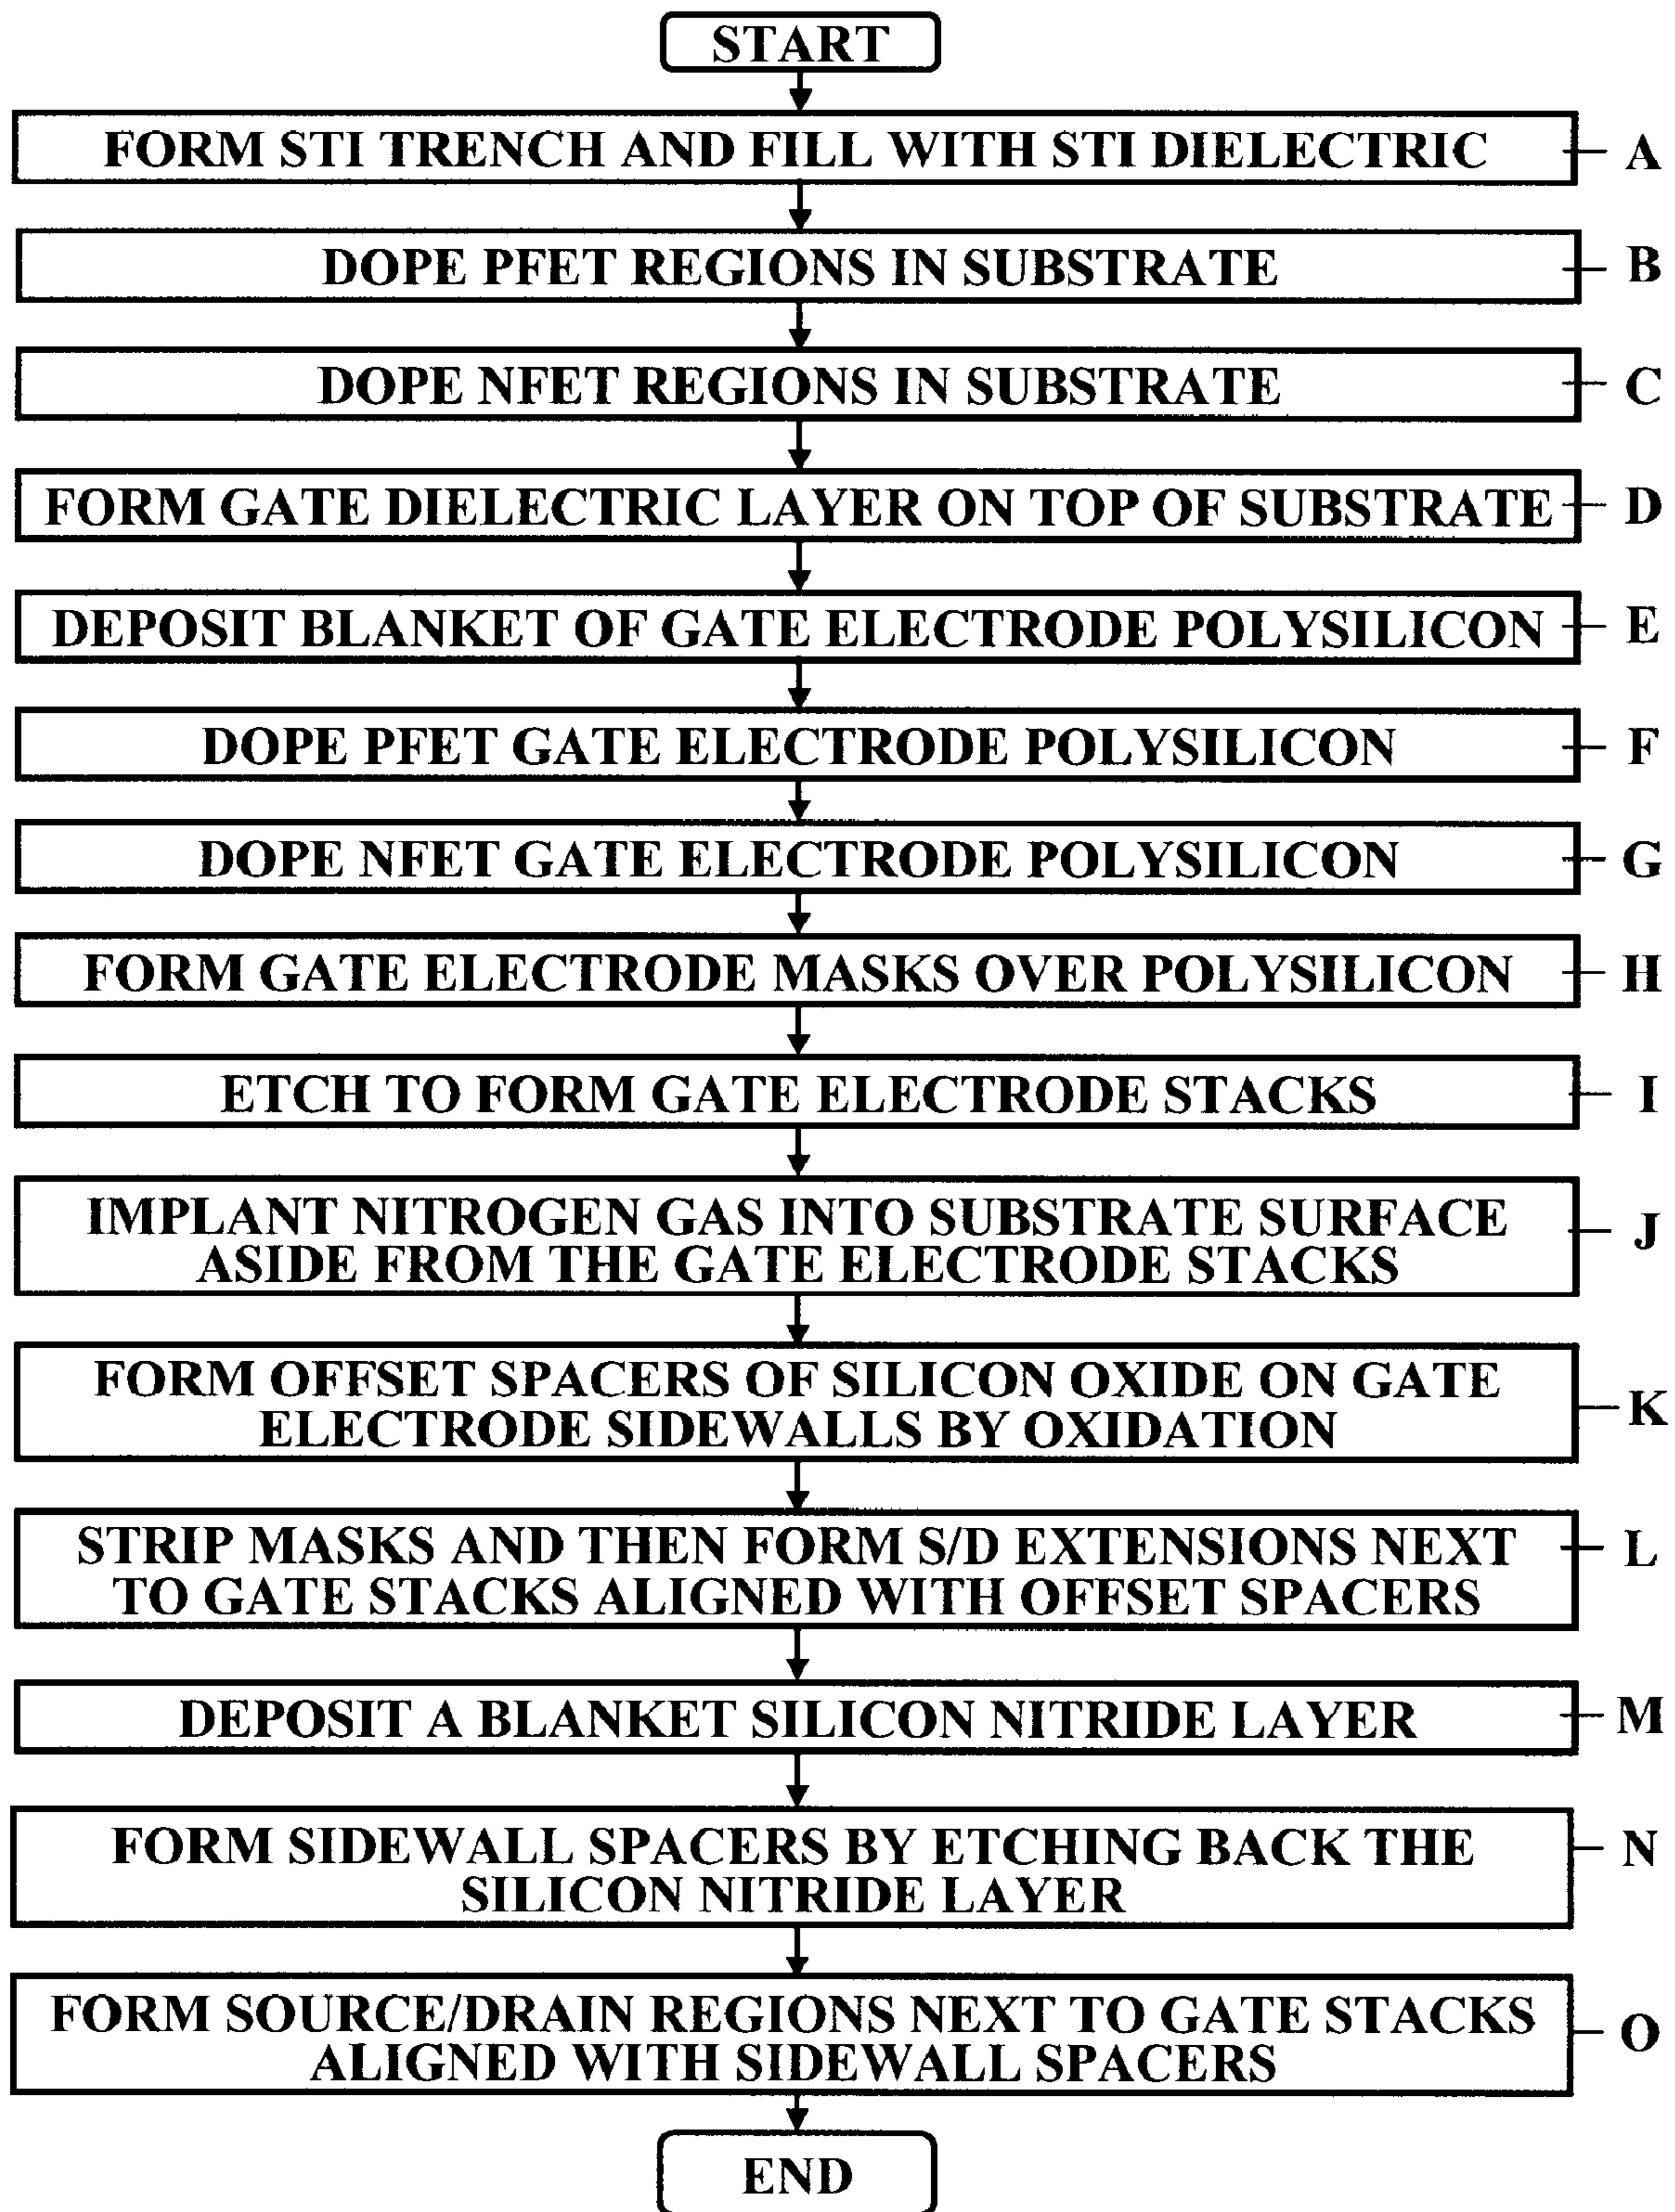 START
FORM STI TRENCH AND FILL WITH STI DIELECTRIC
A
DOPE PFET REGIONS IN SUBSTRATE
B
DOPE NFET REGIONS IN SUBSTRATE
C
FORM GATE DIELECTRIC LAYER ON TOP OF SUBSTRATE
D
DEPOSIT BLANKET OF GATE ELECTRODE POLYSILICON
E
DOPE PFET GATE ELECTRODE POLYSILICON
F
DOPE NFET GATE ELECTRODE POLYSILICON
G
FORM GATE ELECTRODE MASKS OVER POLYSILICON
H
ETCH TO FORM GATE ELECTRODE STACKS
I
IMPLANT NITROGEN GAS INTO SUBSTRATE SURFACE
ASIDE FROM THE GATE ELECTRODE STACKS
J
FORM OFFSET SPACERS OF SILICON OXIDE ON GATE
ELECTRODE SIDEWALLS BY OXIDATION
K
STRIP MASKS AND THEN FORM S/D EXTENSIONS NEXT
TO GATE STACKS ALIGNED WITH OFFSET SPACERS
L
DEPOSIT A BLANKET SILICON NITRIDE LAYER
M
FORM SIDEWALL SPACERS BY ETCHING BACK THE
SILICON NITRIDE LAYER
N
FORM SOURCE/DRAIN REGIONS NEXT TO GATE STACKS
ALIGNED WITH SIDEWALL SPACERS
O
END